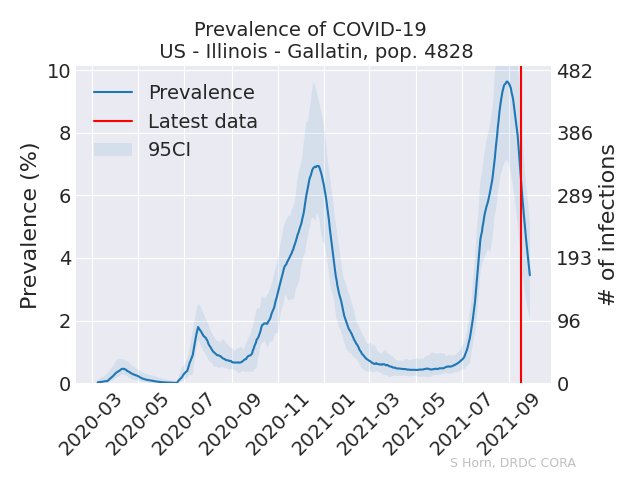 Prevalence of COVID-19
US - Illinois - Gallatin, pop. 4828
Prevalence
Latest data
95CI
Prevalence (%)
10
8
6
4
2
0
482
386
289
193
96
0
# of infections
2020-03
2020-05
2020-07
2020-09
2020-11
2021-01
2021-03
2021-05
2021-07
2021-09
S Horn, DRDC CORA